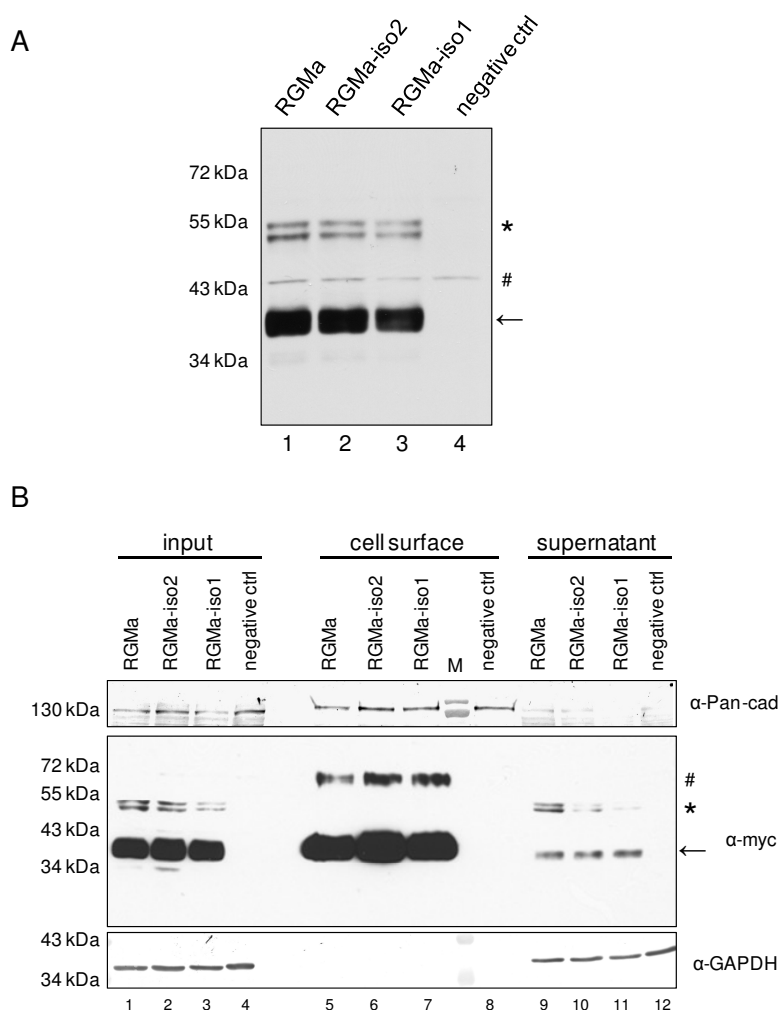 A
RGMa
RGMa-iso2
RGMa-iso1
negative ctrl
72 kDa
55 kDa
*
43 kDa
#
←
34 kDa
1 2 3 4
B
input cell surface supernatant
RGMa
RGMa-iso2
RGMa-iso1
negative ctrl
RGMa
RGMa-iso2
RGMa-iso1
M
negative ctrl
RGMa
RGMa-iso2
RGMa-iso1
negative ctrl
130 kDa
α-Pan-cad
72 kDa
#
55 kDa
*
43 kDa
← α-myc
34 kDa
43 kDa
α-GAPDH
34 kDa
1 2 3 4 5 6 7 8 9 10 11 12